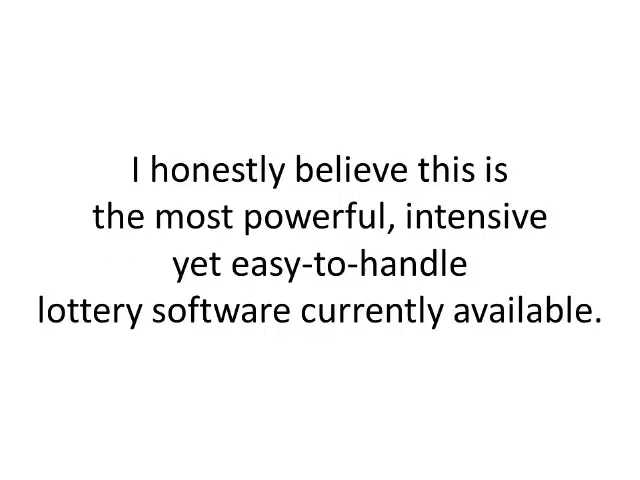 I honestly believe this is
the most powerful, intensive
yet easy-to-handle
lottery software currently available.